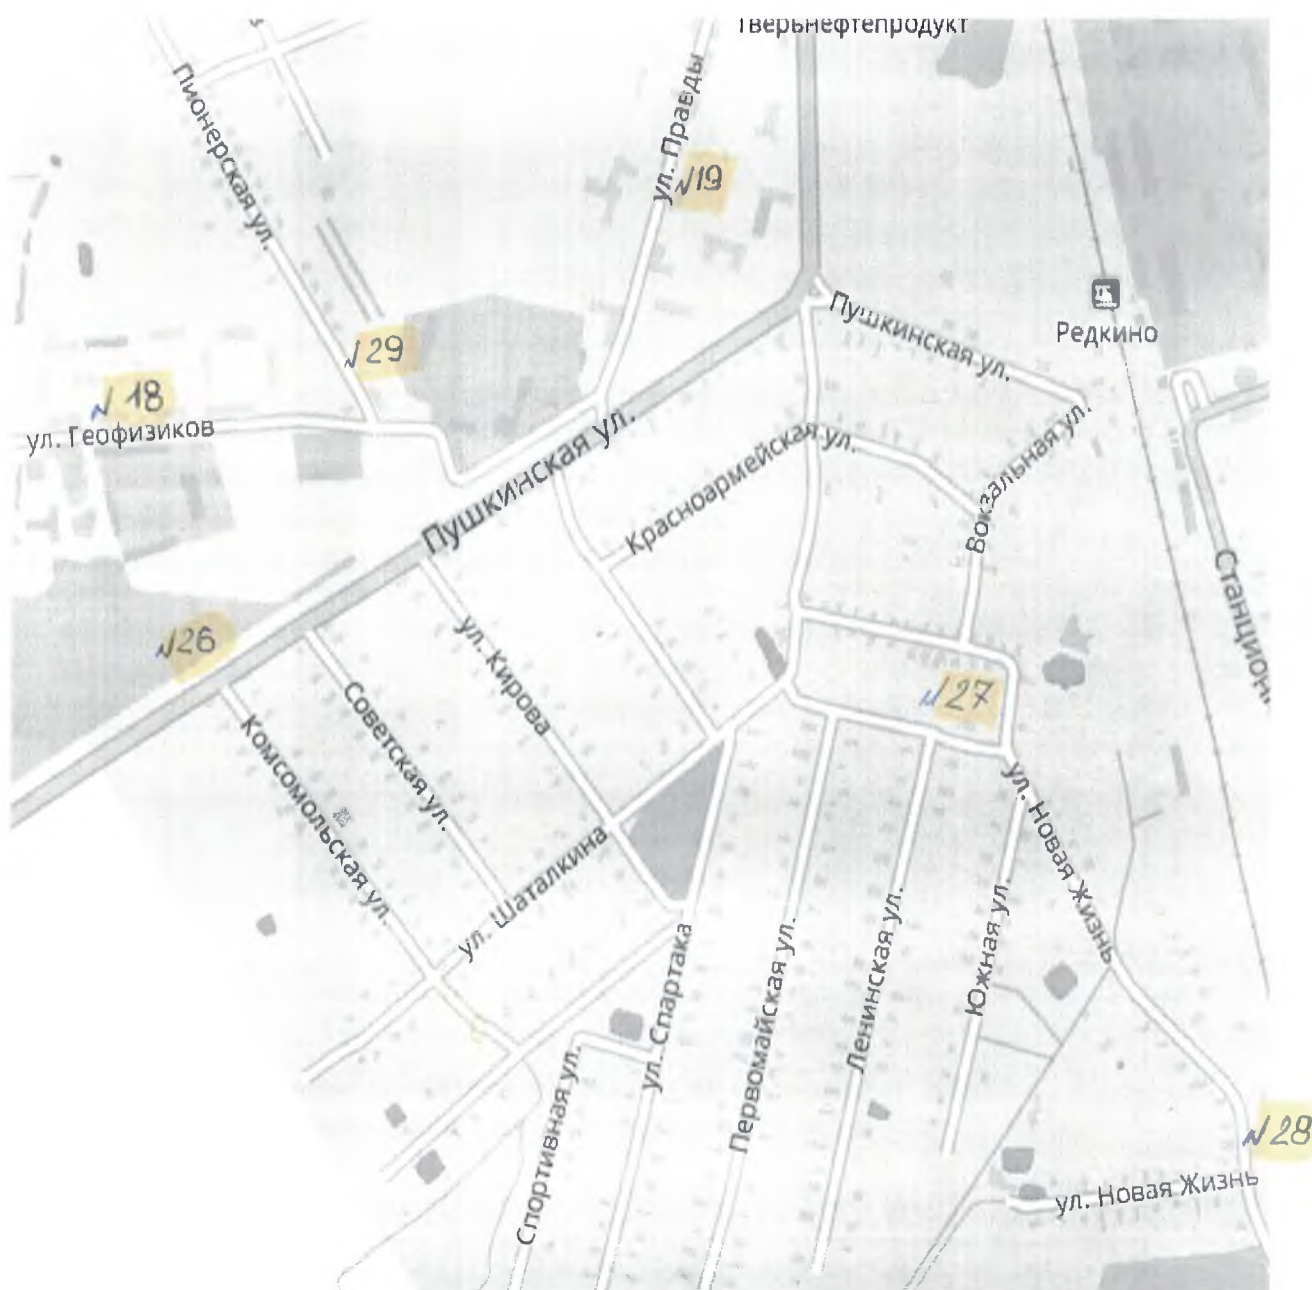 Тверьнефтепродукт
Пионерская ул.
ул. Правды
№19
Пушкинская ул.
Редкино
№29
№18
ул. Геофизиков
Пушкинская ул.
Красноармейская ул.
Вокзальная ул.
Станцион
№26
ул. Кирова
№27
Советская ул.
Комсомольская ул.
ул. Шаталкина
ул. Новая Жизнь
ул. Спартака
Первомайская ул.
Ленинская ул.
Южная ул.
Спортивная ул.
№28
ул. Новая Жизнь